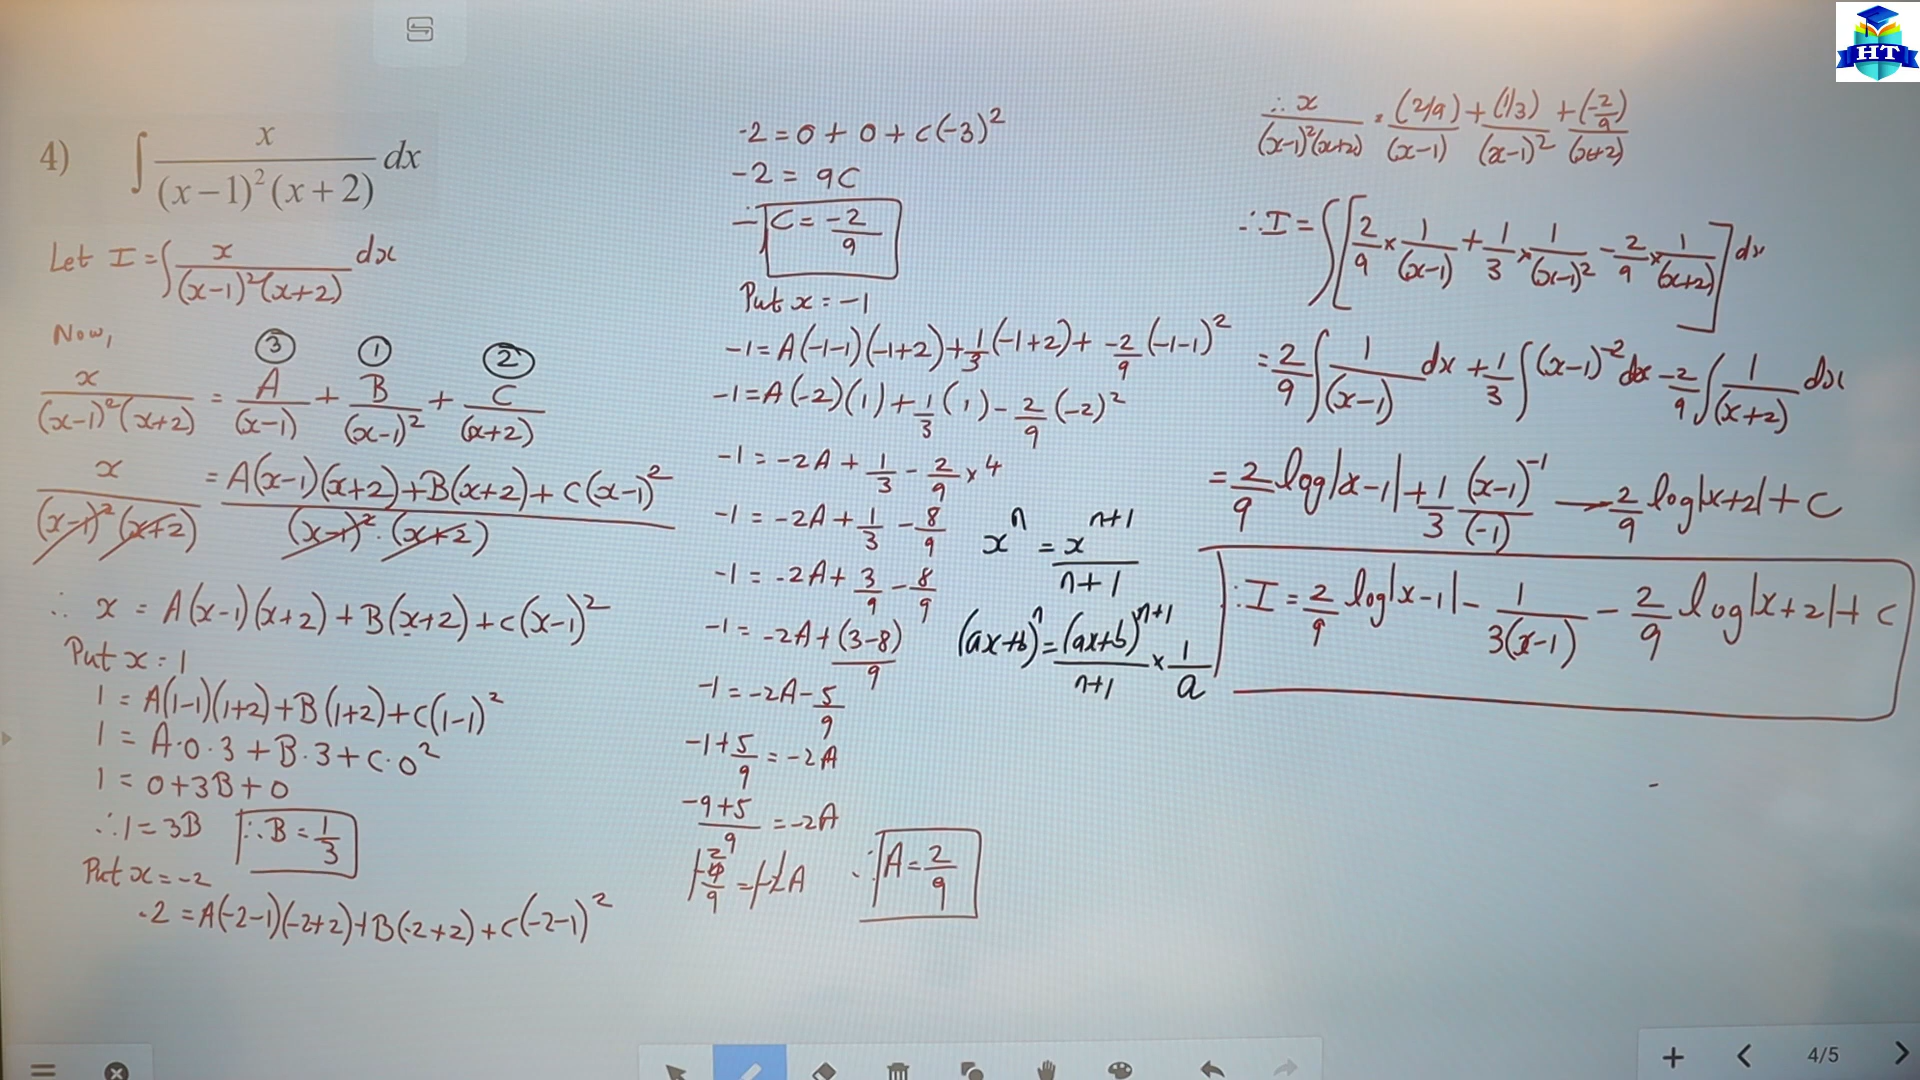 HT
4) ∫ x/((x−1)²(x+2)) dx
Let I = ∫ x/((x-1)²(x+2)) dx
Now,
③ ① ②
x/((x-1)²(x+2)) = A/(x-1) + B/(x-1)² + C/(x+2)
x/((x-1)²(x+2)) = (A(x-1)(x+2)+B(x+2)+C(x-1)²)/((x-1)²·(x+2))
∴ x = A(x-1)(x+2)+B(x+2)+C(x-1)²
Put x = 1
1 = A(1-1)(1+2)+B(1+2)+C(1-1)²
1 = A·0·3+B·3+C·0²
1 = 0+3B+0
∴ 1 = 3B ∴ B = 1/3
Put x = -2
-2 = A(-2-1)(-2+2)+B(-2+2)+C(-2-1)²
-2 = 0 + 0 + C(-3)²
-2 = 9C
∴ C = -2/9
Put x = -1
-1 = A(-1-1)(-1+2)+1/3(-1+2)+ -2/9(-1-1)²
-1 = A(-2)(1)+1/3(1)-2/9(-2)²
-1 = -2A+1/3-2/9×4
-1 = -2A+1/3-8/9
-1 = -2A+3/9-8/9
-1 = -2A+(3-8)/9
-1 = -2A-5/9
-1+5/9 = -2A
(-9+5)/9 = -2A
2
-4/9 = -2A ∴ A = 2/9
xⁿ = xⁿ⁺¹/(n+1)
(ax+b)ⁿ = (ax+b)ⁿ⁺¹/(n+1) × 1/a
∴ x/((x-1)²(x+2)) = (2/9)/(x-1) + (1/3)/(x-1)² + (-2/9)/(x+2)
∴ I = ∫[2/9 × 1/(x-1) + 1/3 × 1/(x-1)² - 2/9 × 1/(x+2)] dx
= 2/9 ∫ 1/(x-1) dx + 1/3 ∫ (x-1)⁻² dx - 2/9 ∫ 1/(x+2) dx
= 2/9 log|x-1| + 1/3 (x-1)⁻¹/(-1) - 2/9 log|x+2| + C
∴ I = 2/9 log|x-1| - 1/(3(x-1)) - 2/9 log|x+2| + C
4/5